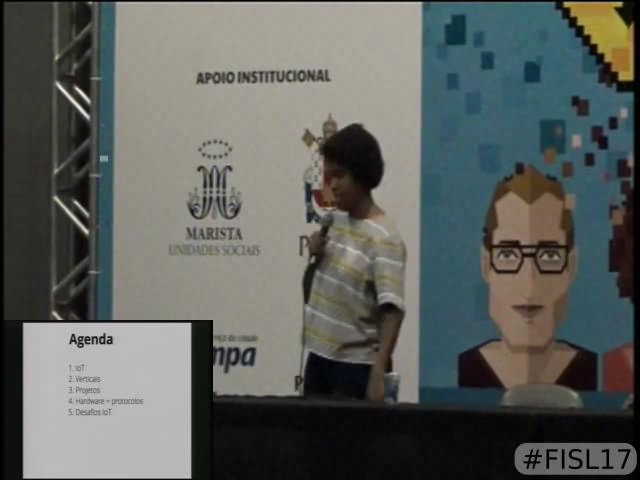 APOIO INSTITUCIONAL
MARISTA
UNIDADES SOCIAIS
P
mpa
Agenda
1. IoT
2. Verticais
3. Projetos
4. Hardware + protocolos
5. Desafios IoT
#FISL17